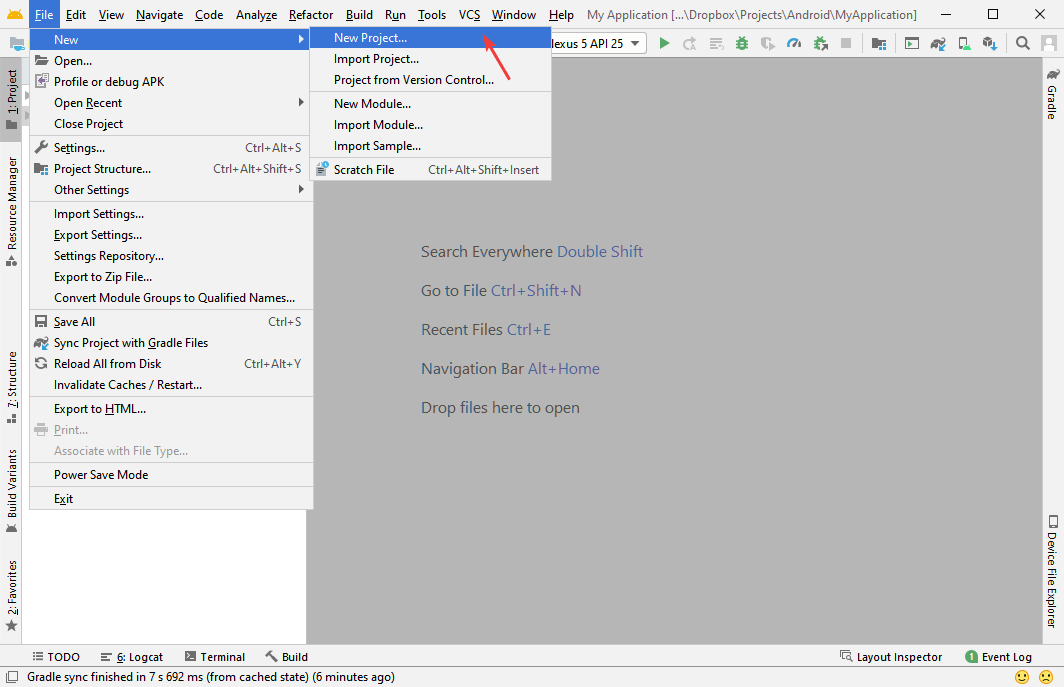 File Edit View Navigate Code Analyze Refactor Build Run Tools VCS Window Help My Application [...\Dropbox\Projects\Android\MyApplication]
New
Open...
Profile or debug APK
Open Recent
Close Project
Settings... Ctrl+Alt+S
Project Structure... Ctrl+Alt+Shift+S
Other Settings
Import Settings...
Export Settings...
Settings Repository...
Export to Zip File...
Convert Module Groups to Qualified Names...
Save All Ctrl+S
Sync Project with Gradle Files
Reload All from Disk Ctrl+Alt+Y
Invalidate Caches / Restart...
Export to HTML...
Print...
Associate with File Type...
Power Save Mode
Exit
New Project...
Import Project...
Project from Version Control...
New Module...
Import Module...
Import Sample...
Scratch File Ctrl+Alt+Shift+Insert
lexus 5 API 25
1: Project
Resource Manager
7: Structure
Build Variants
2: Favorites
Search Everywhere Double Shift
Go to File Ctrl+Shift+N
Recent Files Ctrl+E
Navigation Bar Alt+Home
Drop files here to open
Gradle
Device File Explorer
TODO 6: Logcat Terminal Build Layout Inspector 1 Event Log
Gradle sync finished in 7 s 692 ms (from cached state) (6 minutes ago)